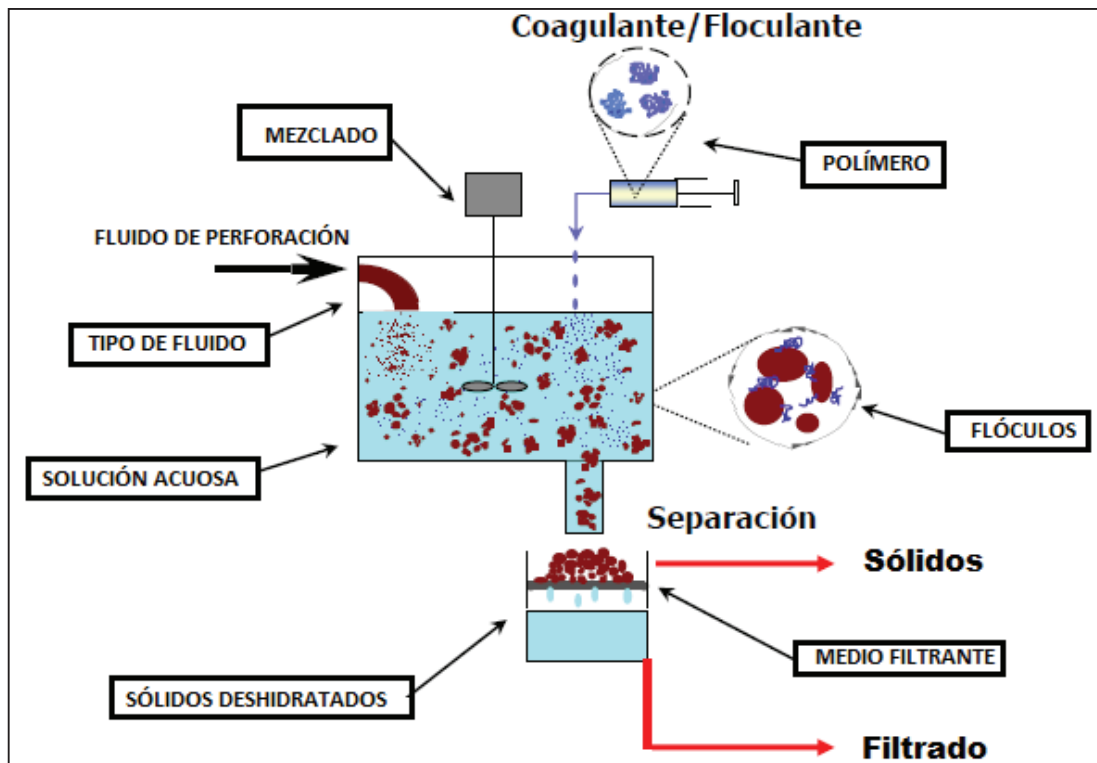 Coagulante/Floculante
MEZCLADO
POLÍMERO
FLUIDO DE PERFORACIÓN
TIPO DE FLUIDO
FLÓCULOS
SOLUCIÓN ACUOSA
Separación
Sólidos
MEDIO FILTRANTE
SÓLIDOS DESHIDRATADOS
Filtrado